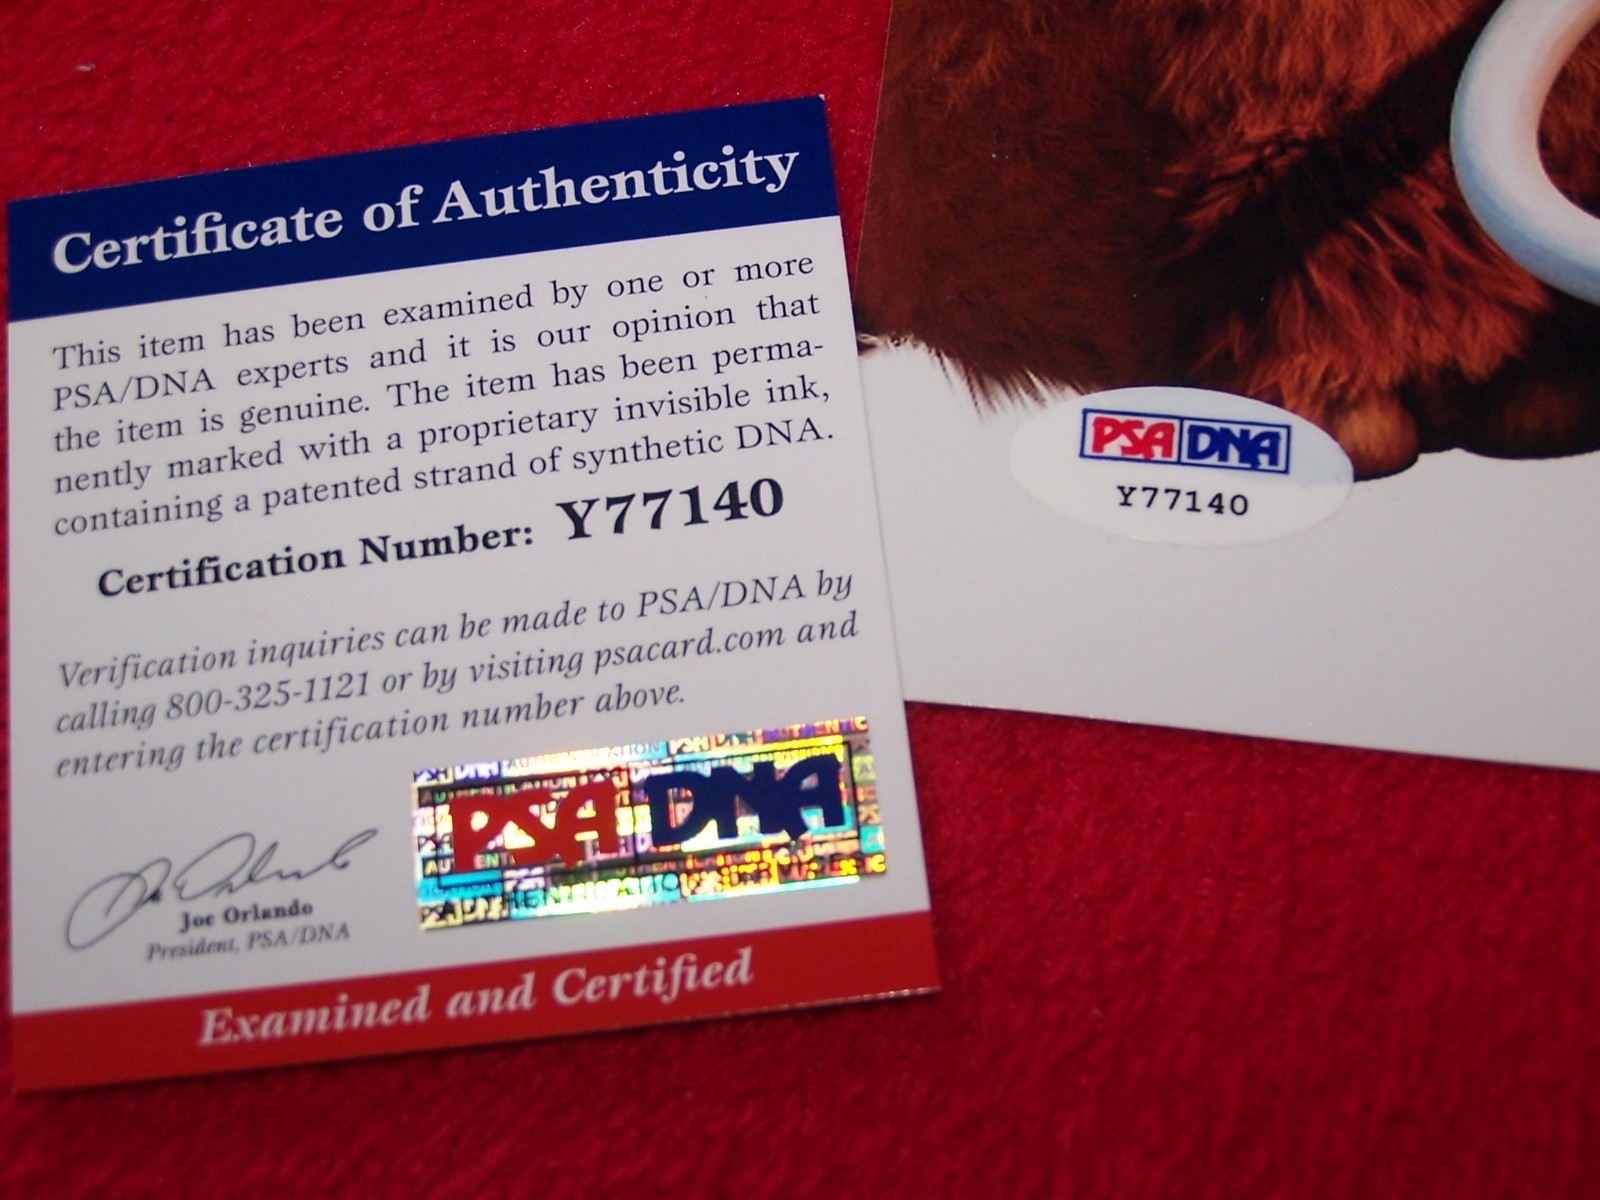 Certificate of Authenticity
This item has been examined by one or more
PSA/DNA experts and it is our opinion that
the item is genuine. The item has been perma-
nently marked with a proprietary invisible ink,
containing a patented strand of synthetic DNA.
Certification Number: Y77140
Verification inquiries can be made to PSA/DNA by
calling 800-325-1121 or by visiting psacard.com and
entering the certification number above.
PSA DNA
Joe Orlando
President, PSA/DNA
Examined and Certified
PSA DNA
Y77140